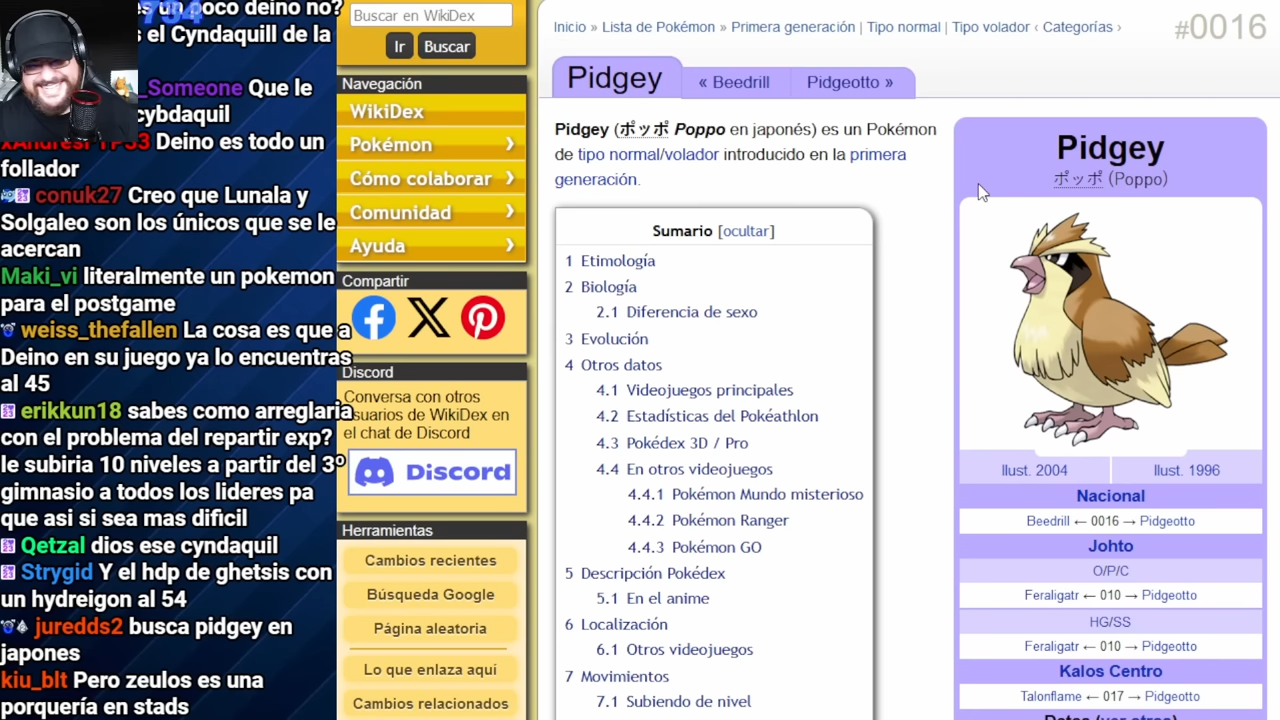 734
es un poco deino no?
s el Cyndaquill de la
_Someone Que le
cybdaquil
Deino es todo un
follador
conuk27 Creo que Lunala y
Solgaleo son los únicos que se le
acercan
Maki_vi literalmente un pokemon
para el postgame
weiss_thefallen La cosa es que a
Deino en su juego ya lo encuentras
al 45
erikkun18 sabes como arreglaria
con el problema del repartir exp?
le subiria 10 niveles a partir del 3º
gimnasio a todos los lideres pa
que asi si sea mas dificil
Qetzal dios ese cyndaquil
Strygid Y el hdp de ghetsis con
un hydreigon al 54
juredds2 busca pidgey en
japones
kiu_blt Pero zeulos es una
porquería en stads
Buscar en WikiDex
Ir Buscar
Navegación
WikiDex
Pokémon
Cómo colaborar
Comunidad
Ayuda
Compartir
Discord
Conversa con otros
usuarios de WikiDex en
el chat de Discord
Discord
Herramientas
Cambios recientes
Búsqueda Google
Página aleatoria
Lo que enlaza aquí
Cambios relacionados
Inicio » Lista de Pokémon » Primera generación | Tipo normal | Tipo volador ‹ Categorías ›
#0016
Pidgey
« Beedrill
Pidgeotto »
Pidgey (ポッポ Poppo en japonés) es un Pokémon
de tipo normal/volador introducido en la primera
generación.
Sumario [ocultar]
1 Etimología
2 Biología
2.1 Diferencia de sexo
3 Evolución
4 Otros datos
4.1 Videojuegos principales
4.2 Estadísticas del Pokéathlon
4.3 Pokédex 3D / Pro
4.4 En otros videojuegos
4.4.1 Pokémon Mundo misterioso
4.4.2 Pokémon Ranger
4.4.3 Pokémon GO
5 Descripción Pokédex
5.1 En el anime
6 Localización
6.1 Otros videojuegos
7 Movimientos
7.1 Subiendo de nivel
Pidgey
ポッポ (Poppo)
Ilust. 2004
Ilust. 1996
Nacional
Beedrill ← 0016 → Pidgeotto
Johto
O/P/C
Feraligatr ← 010 → Pidgeotto
HG/SS
Feraligatr ← 010 → Pidgeotto
Kalos Centro
Talonflame ← 017 → Pidgeotto